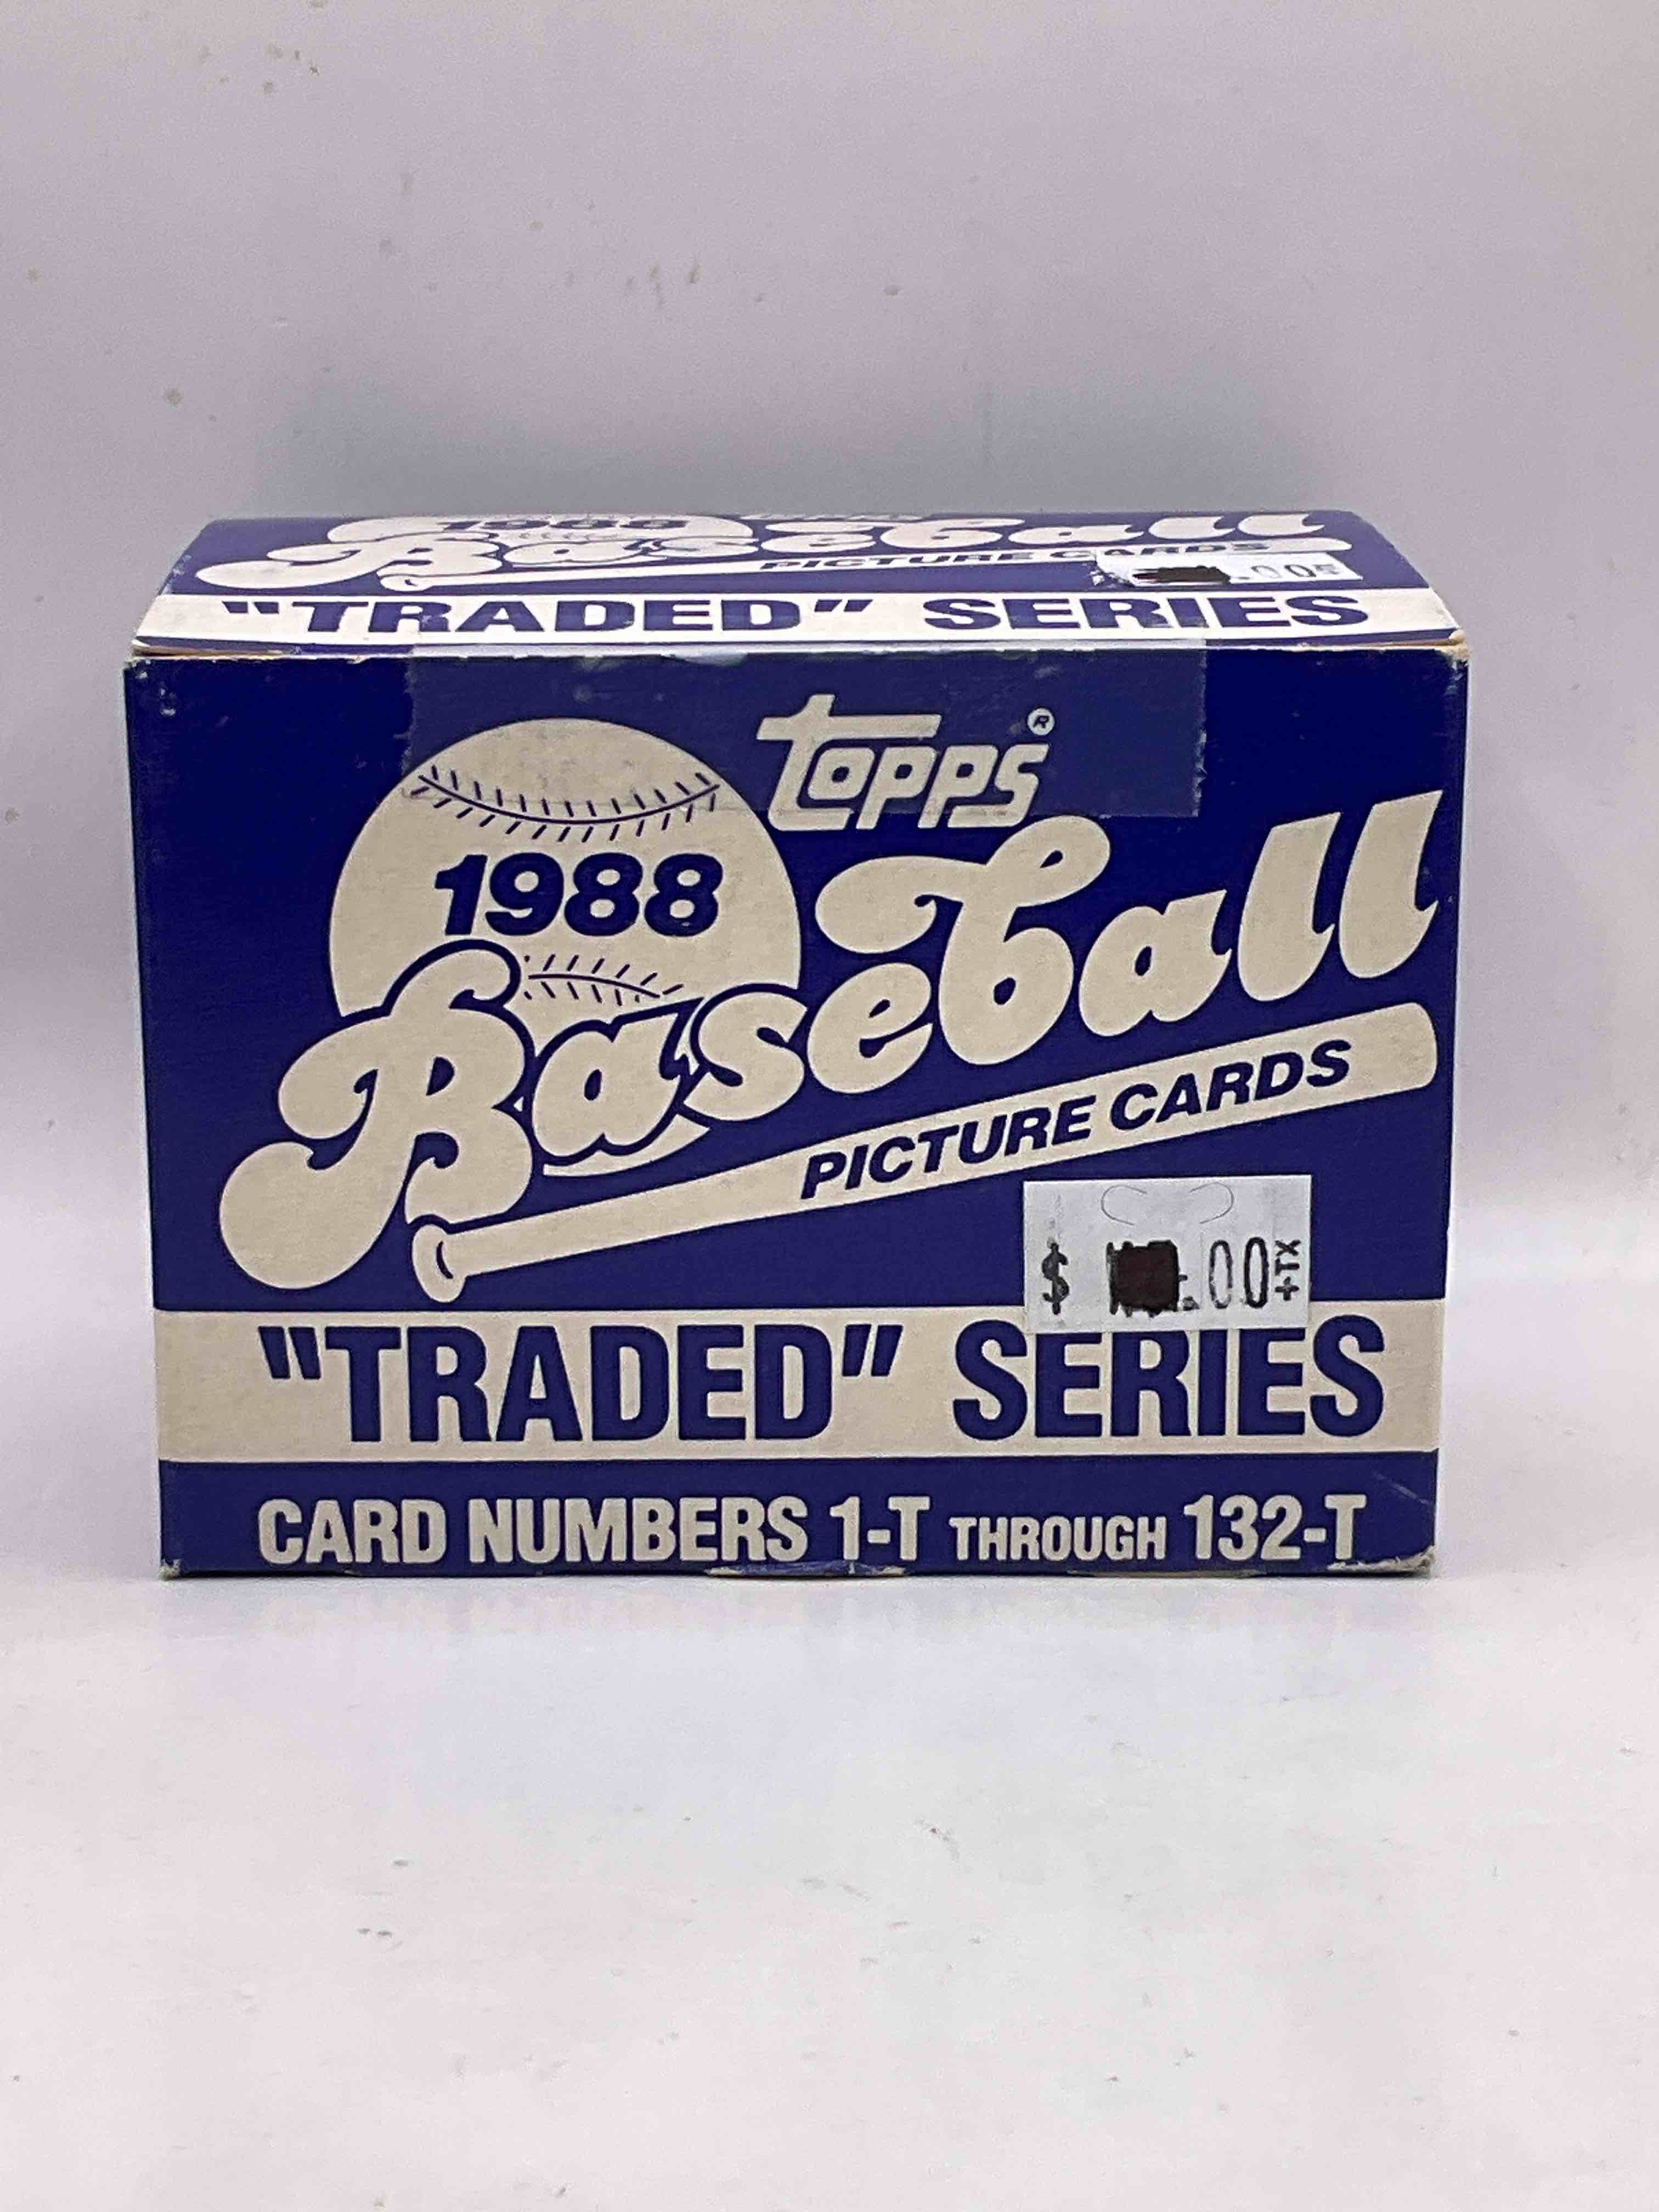 1988
Baseball
PICTURE CARDS
.00
"TRADED" SERIES
Topps®
1988
Baseball
PICTURE CARDS
$ .00 +TX
"TRADED" SERIES
CARD NUMBERS 1-T THROUGH 132-T